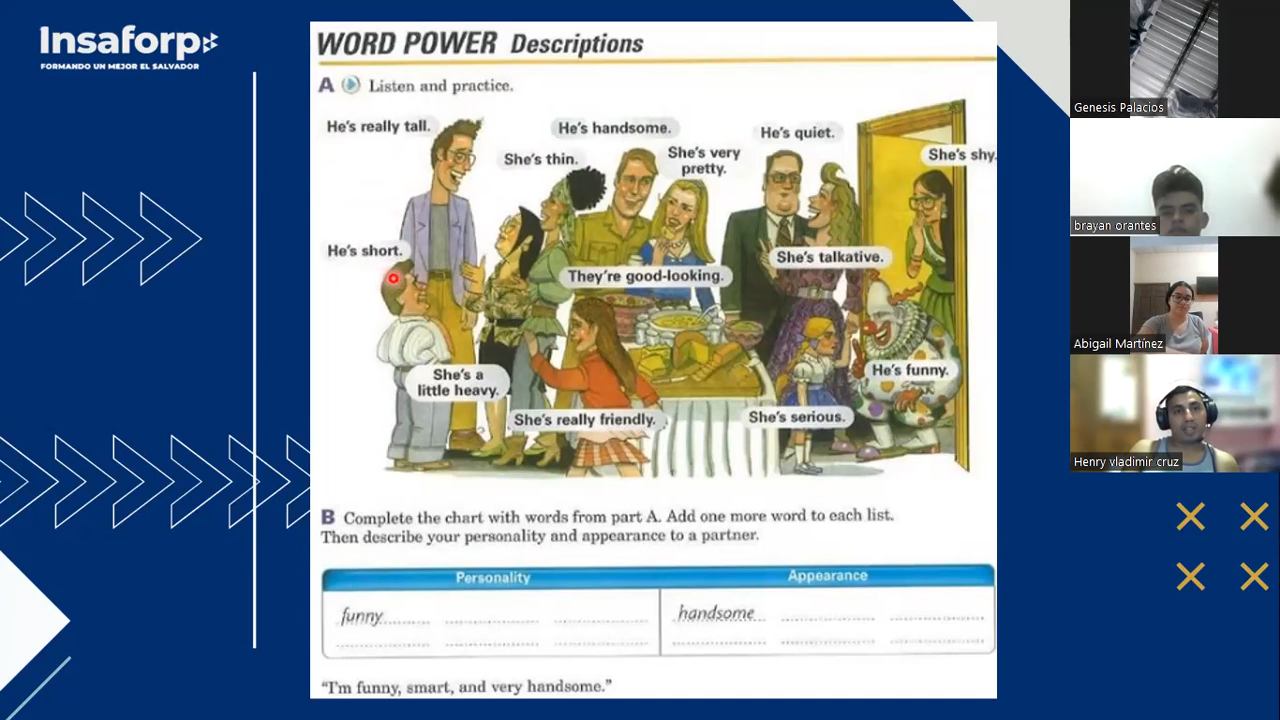 Insaforp
FORMANDO UN MEJOR EL SALVADOR
WORD POWER Descriptions
A Listen and practice.
He's really tall.
He's handsome.
He's quiet.
She's thin.
She's very
pretty.
She's shy.
He's short.
They're good-looking.
She's talkative.
She's a
little heavy.
He's funny.
She's really friendly.
She's serious.
B Complete the chart with words from part A. Add one more word to each list.
Then describe your personality and appearance to a partner.
Personality
Appearance
funny
handsome
"I'm funny, smart, and very handsome."
Genesis Palacios
brayan orantes
Abigail Martínez
Henry vladimir cruz